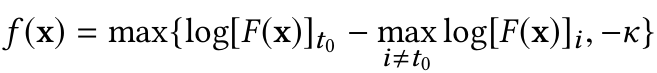 f(𝐱) = max{log[F(𝐱)]_{t_0} − max_{i≠t_0} log[F(𝐱)]_i, −κ}